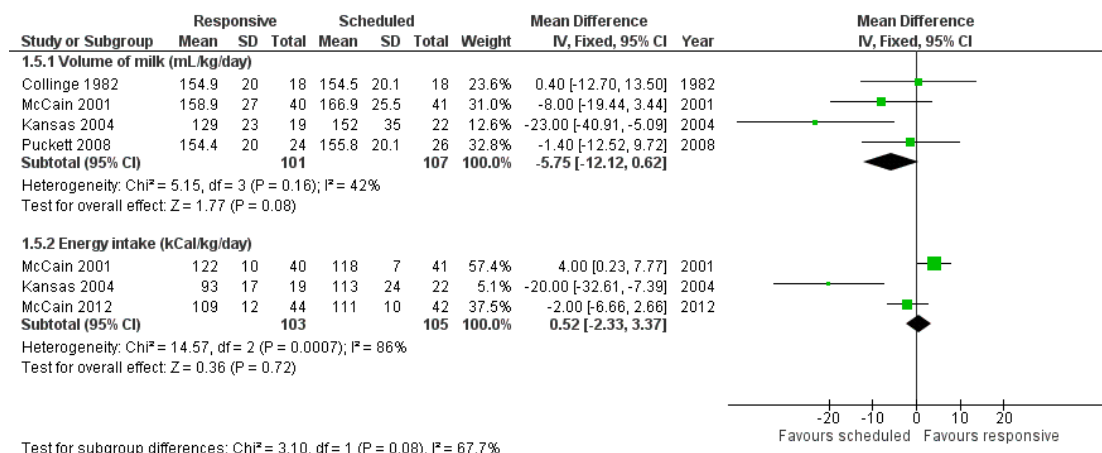 Responsive Scheduled Mean Difference Mean Difference
Study or Subgroup Mean SD Total Mean SD Total Weight IV, Fixed, 95% CI Year IV, Fixed, 95% CI
1.5.1 Volume of milk (mL/kg/day)
Collinge 1982 154.9 20 18 154.5 20.1 18 23.6% 0.40 [-12.70, 13.50] 1982
McCain 2001 158.9 27 40 166.9 25.5 41 31.0% -8.00 [-19.44, 3.44] 2001
Kansas 2004 129 23 19 152 35 22 12.6% -23.00 [-40.91, -5.09] 2004
Puckett 2008 154.4 20 24 155.8 20.1 26 32.8% -1.40 [-12.52, 9.72] 2008
Subtotal (95% CI) 101 107 100.0% -5.75 [-12.12, 0.62]
Heterogeneity: Chi² = 5.15, df = 3 (P = 0.16); I² = 42%
Test for overall effect: Z = 1.77 (P = 0.08)
1.5.2 Energy intake (kCal/kg/day)
McCain 2001 122 10 40 118 7 41 57.4% 4.00 [0.23, 7.77] 2001
Kansas 2004 93 17 19 113 24 22 5.1% -20.00 [-32.61, -7.39] 2004
McCain 2012 109 12 44 111 10 42 37.5% -2.00 [-6.66, 2.66] 2012
Subtotal (95% CI) 103 105 100.0% 0.52 [-2.33, 3.37]
Heterogeneity: Chi² = 14.57, df = 2 (P = 0.0007); I² = 86%
Test for overall effect: Z = 0.36 (P = 0.72)
-20 -10 0 10 20
Favours scheduled Favours responsive
Test for subgroup differences: Chi² = 3.10, df = 1 (P = 0.08), I² = 67.7%